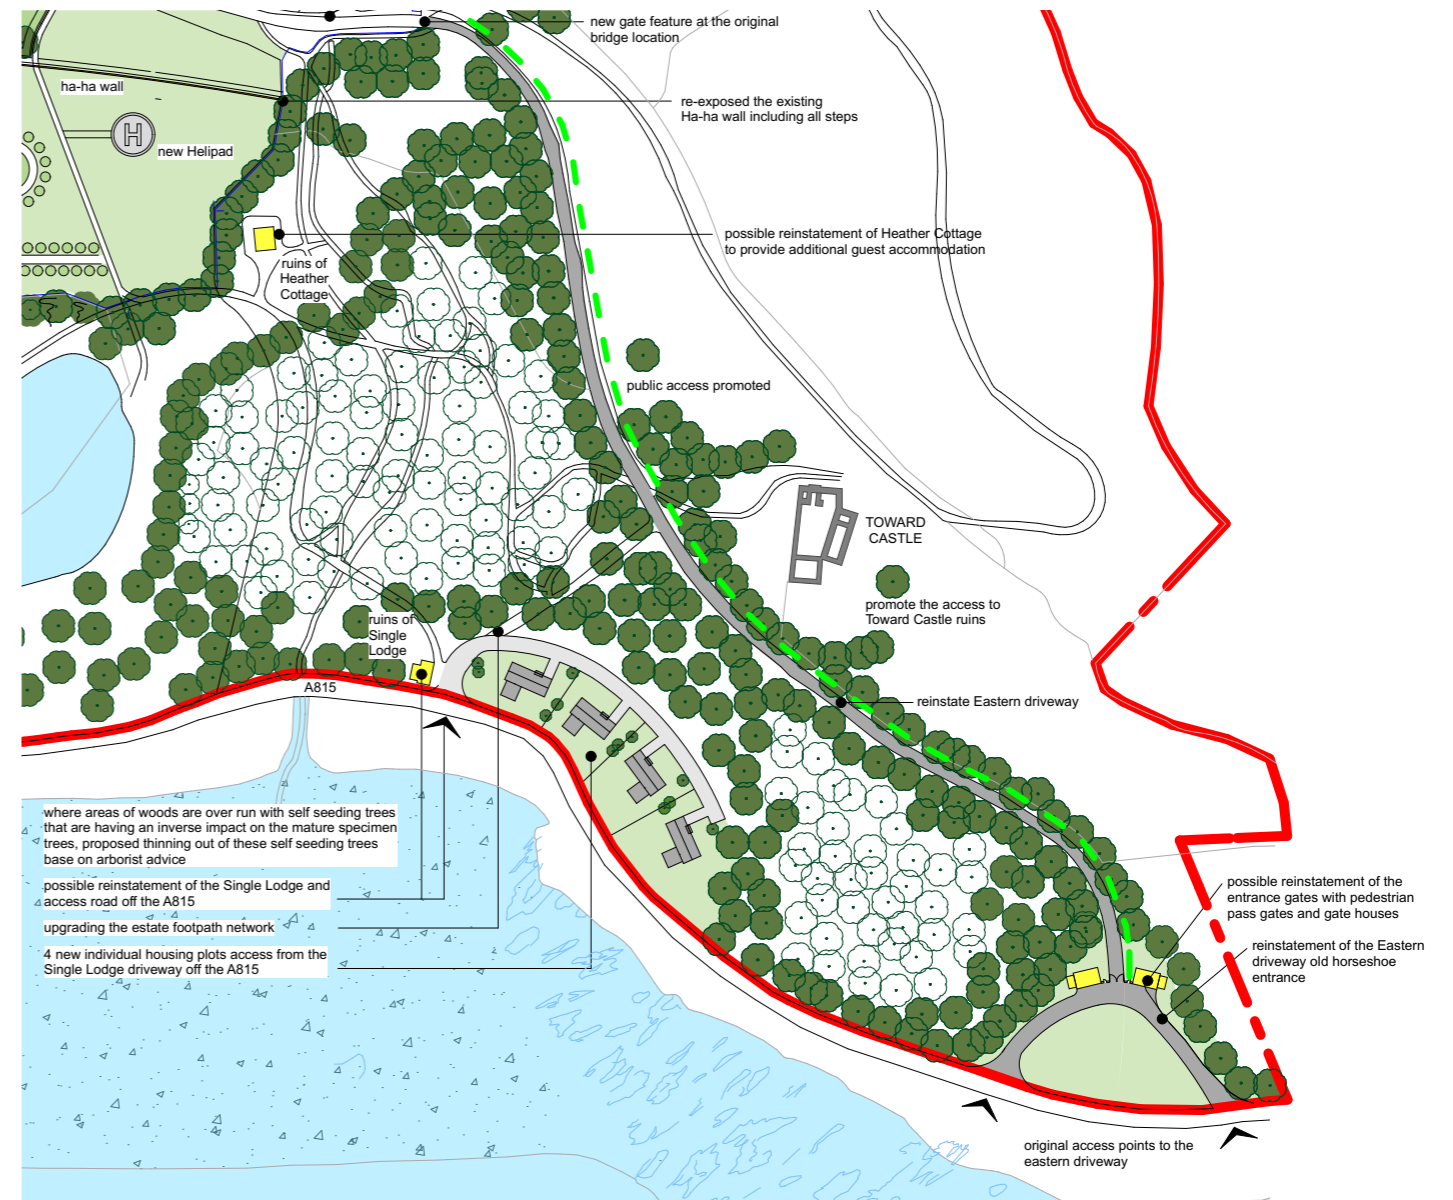 new gate feature at the original
bridge location
ha-ha wall
re-exposed the existing
Ha-ha wall including all steps
H
new Helipad
possible reinstatement of Heather Cottage
to provide additional guest accommodation
ruins of
Heather
Cottage
public access promoted
TOWARD
CASTLE
promote the access to
Toward Castle ruins
ruins of
Single
Lodge
A815
reinstate Eastern driveway
where areas of woods are over run with self seeding trees
that are having an inverse impact on the mature specimen
trees, proposed thinning out of these self seeding trees
base on arborist advice
possible reinstatement of the Single Lodge and
access road off the A815
upgrading the estate footpath network
4 new individual housing plots access from the
Single Lodge driveway off the A815
possible reinstatement of the
entrance gates with pedestrian
pass gates and gate houses
reinstatement of the Eastern
driveway old horseshoe
entrance
original access points to the
eastern driveway